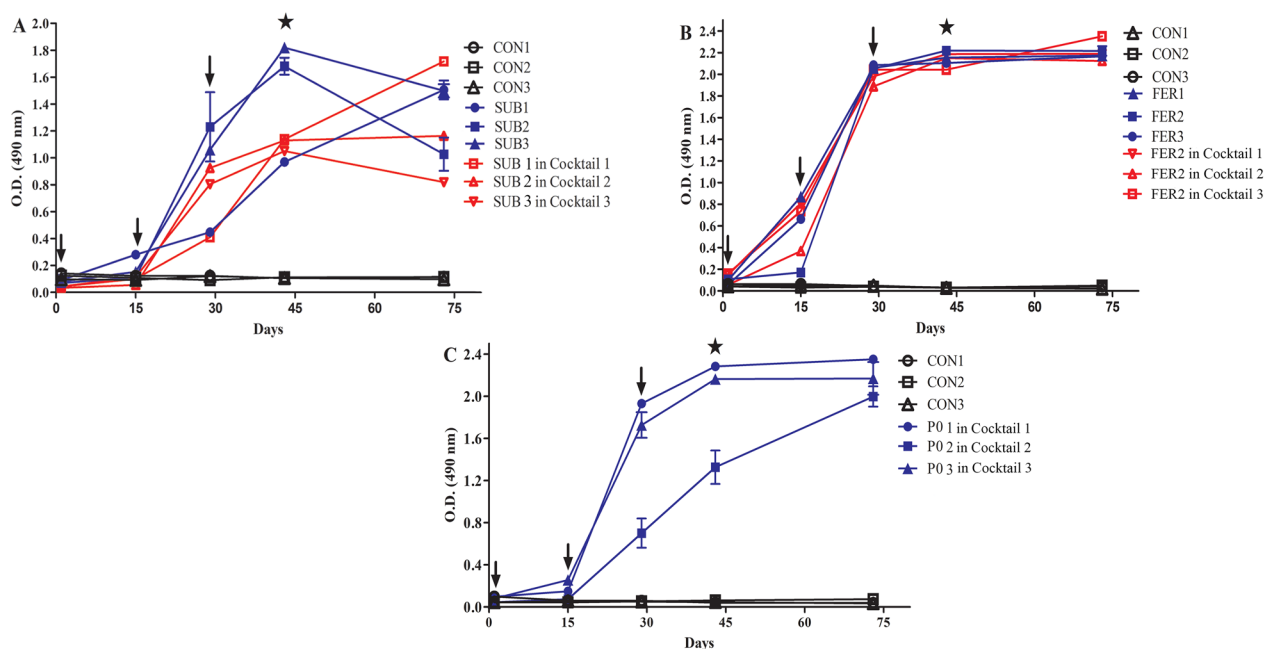 A
O.D. (490 nm)
2.0
1.8
1.6
1.4
1.2
1.0
0.8
0.6
0.4
0.2
0.0
0 15 30 45 60 75
Days
CON1
CON2
CON3
SUB1
SUB2
SUB3
SUB 1 in Cocktail 1
SUB 2 in Cocktail 2
SUB 3 in Cocktail 3
B
O.D. (490 nm)
2.4
2.2
2.0
1.8
1.6
1.4
1.2
1.0
0.8
0.6
0.4
0.2
0.0
0 15 30 45 60 75
Days
CON1
CON2
CON3
FER1
FER2
FER3
FER2 in Cocktail 1
FER2 in Cocktail 2
FER2 in Cocktail 3
C
O.D. (490 nm)
2.4
2.0
1.6
1.2
0.8
0.4
0.0
0 15 30 45 60 75
Days
CON1
CON2
CON3
P0 1 in Cocktail 1
P0 2 in Cocktail 2
P0 3 in Cocktail 3